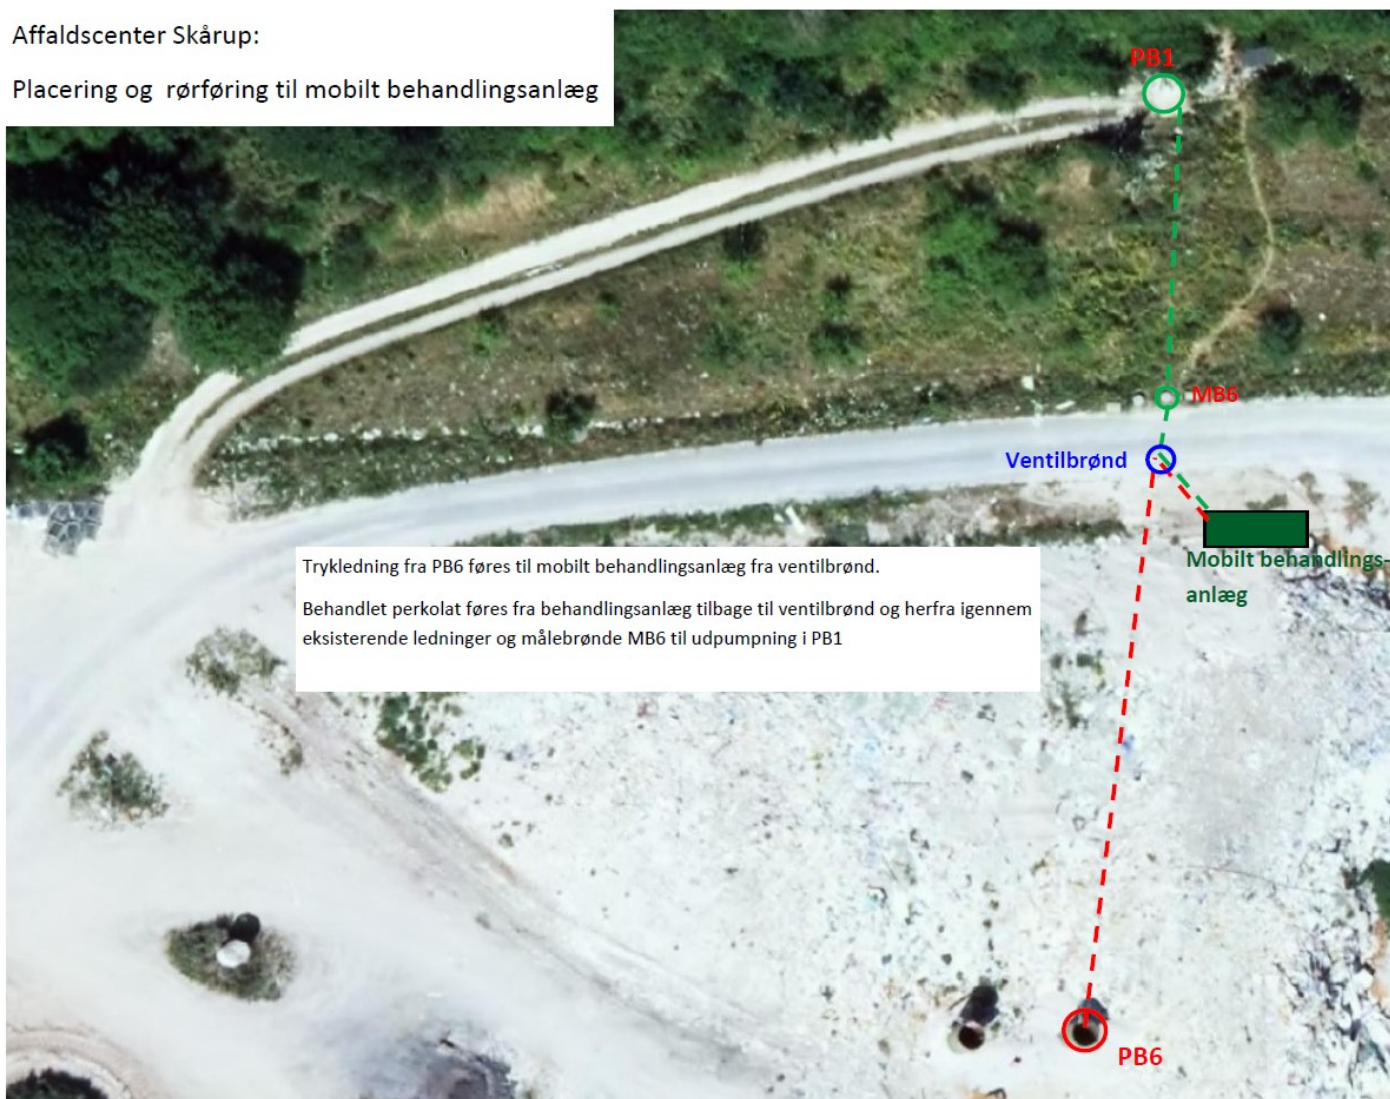 Affaldscenter Skårup:
Placering og rørføring til mobilt behandlingsanlæg
PB1
MB6
Ventilbrønd
Mobilt behandlings-
anlæg
Trykledning fra PB6 føres til mobilt behandlingsanlæg fra ventilbrønd.
Behandlet perkolat føres fra behandlingsanlæg tilbage til ventilbrønd og herfra igennem
eksisterende ledninger og målebrønde MB6 til udpumpning i PB1
PB6